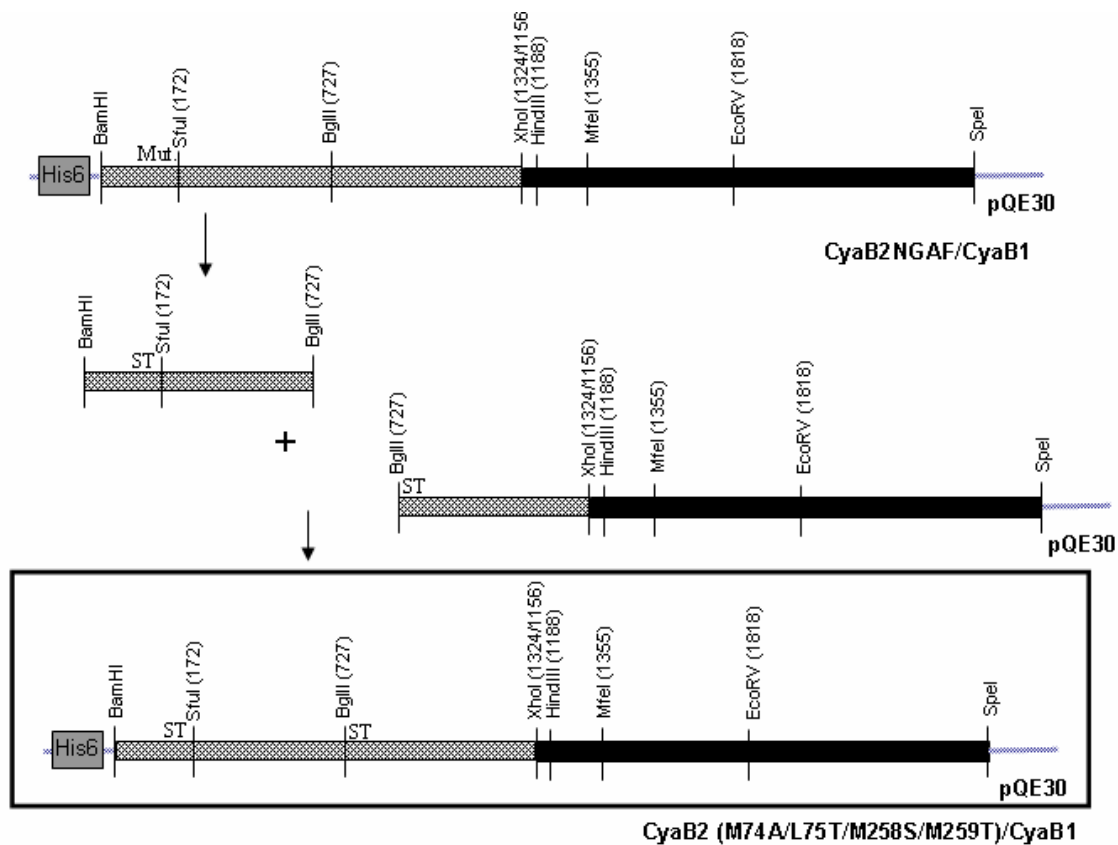 BamHI
SfuI (172)
BglII (727)
XhoI (1324/1156
HindIII (1188)
MfeI (1355)
EcoRV (1818)
SpeI
His6
Mut.
pQE30
CyaB2NGAF/CyaB1
BamHI
SfuI (172)
BglII (727)
ST
+
BglII (727)
XhoI (1324/1156)
HindIII (1188)
MfeI (1355)
EcoRV (1818)
SpeI
ST
pQE30
BamHI
SfuI (172)
BglII (727)
XhoI (1324/1156)
HindIII (1188)
MfeI (1355)
EcoRV (1818)
SpeI
His6
ST
ST
pQE30
CyaB2 (M74A/L75T/M258S/M259T)/CyaB1